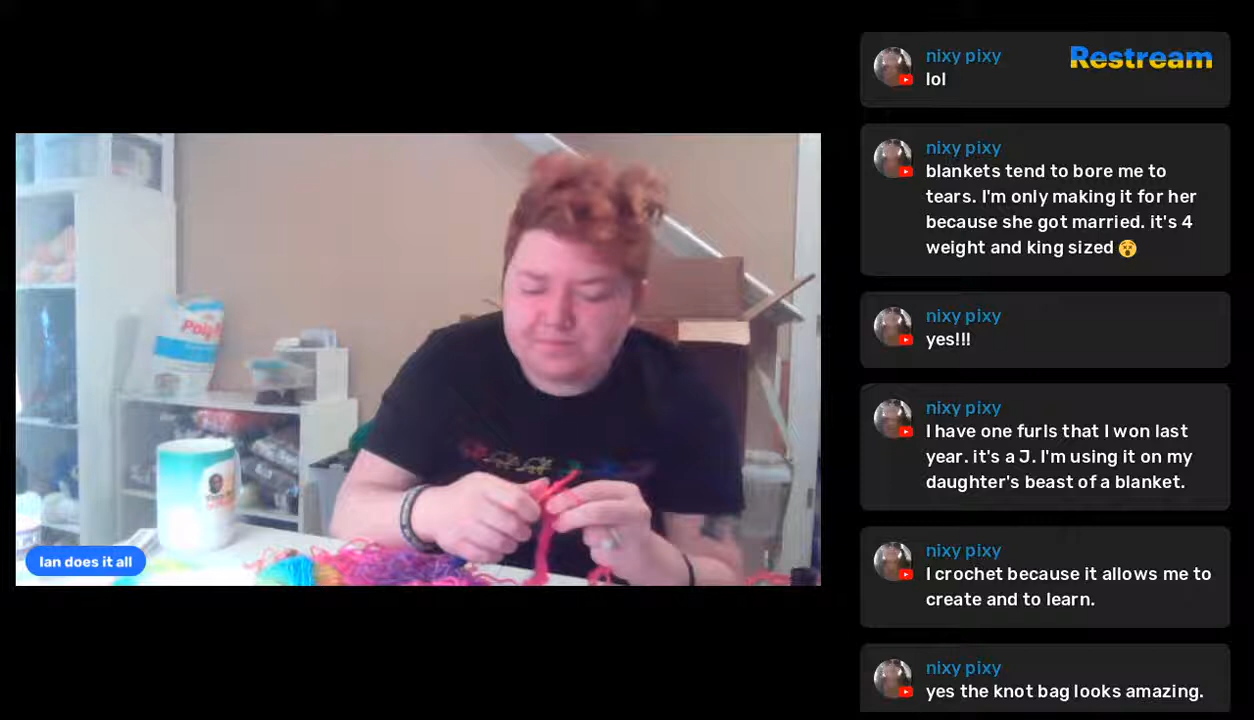 Restream
nixy pixy
lol
nixy pixy
blankets tend to bore me to
tears. I'm only making it for her
because she got married. it's 4
weight and king sized 😵
nixy pixy
yes!!!
nixy pixy
I have one furls that I won last
year. it's a J. I'm using it on my
daughter's beast of a blanket.
nixy pixy
I crochet because it allows me to
create and to learn.
nixy pixy
yes the knot bag looks amazing.
Ian does it all